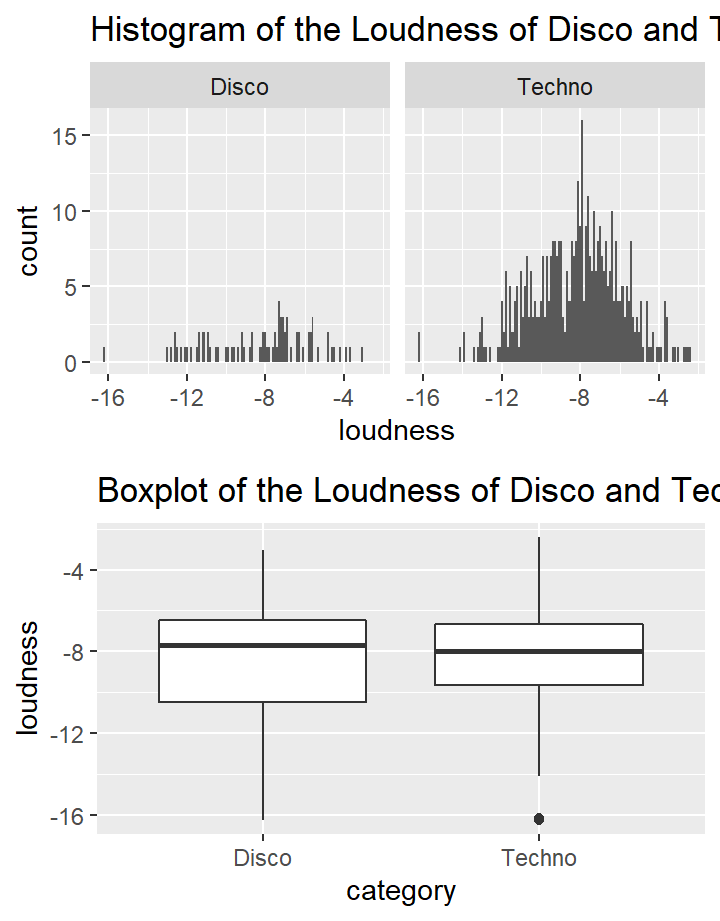 Histogram of the Loudness of Disco and T
Disco Techno
15
10
5
0
count
-16 -12 -8 -4 -16 -12 -8 -4
loudness
Boxplot of the Loudness of Disco and Tec
-4
-8
-12
-16
loudness
Disco Techno
category